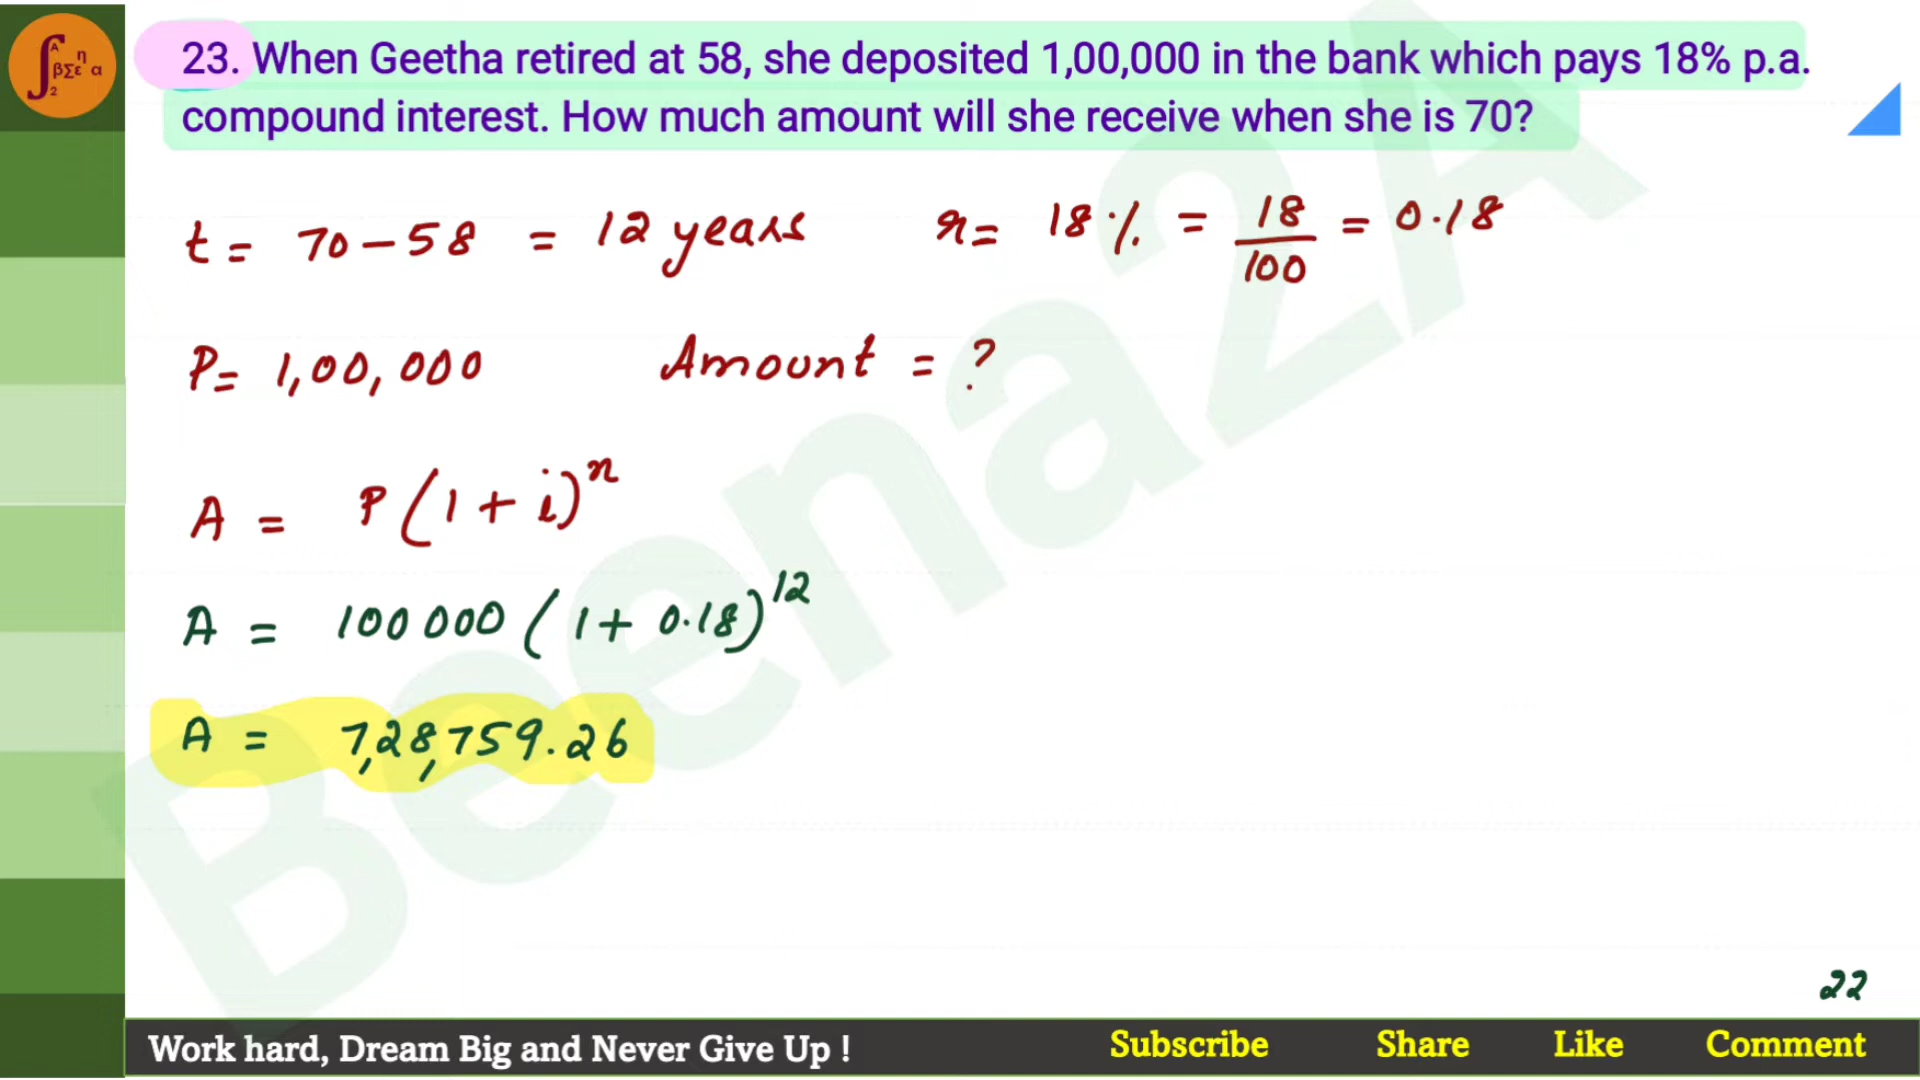 23. When Geetha retired at 58, she deposited 1,00,000 in the bank which pays 18% p.a.
compound interest. How much amount will she receive when she is 70?
t = 70 - 58 = 12 years r = 18% = 18/100 = 0.18
P = 1,00,000 Amount = ?
A = P(1 + i)^n
A = 100 000 (1 + 0.18)^12
A = 7,28,759.26
Beena2A
22
Work hard, Dream Big and Never Give Up ! Subscribe Share Like Comment